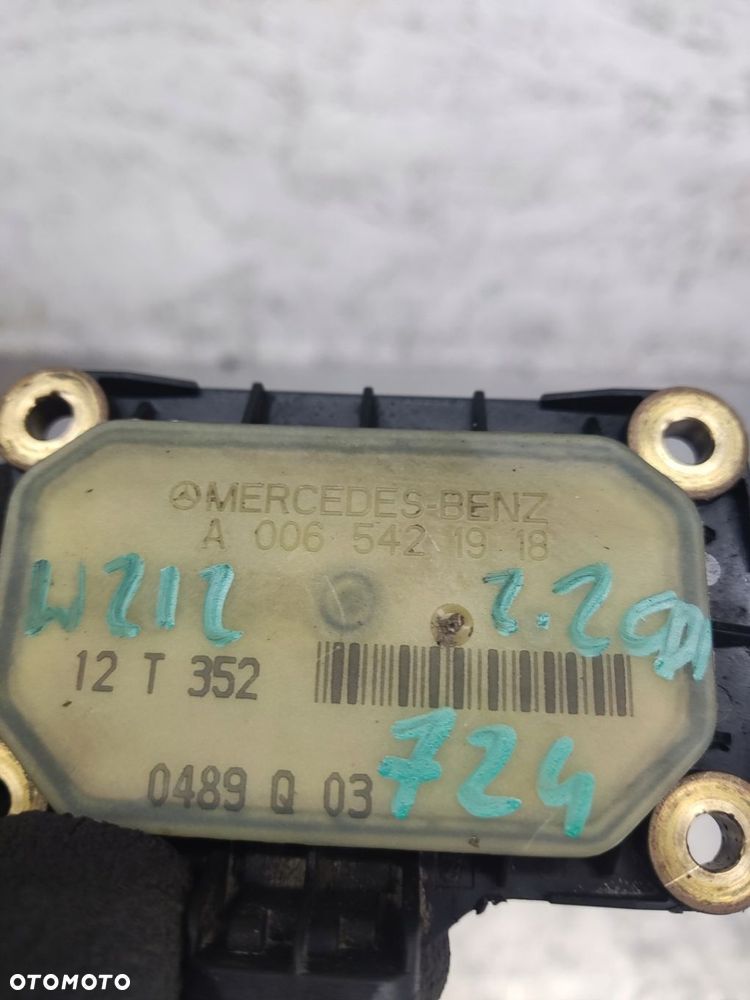 MERCEDES-BENZ
A 006 542 19 18
W212 2.2CDI
12 T 352
724
0489 Q 03
OTOMOTO